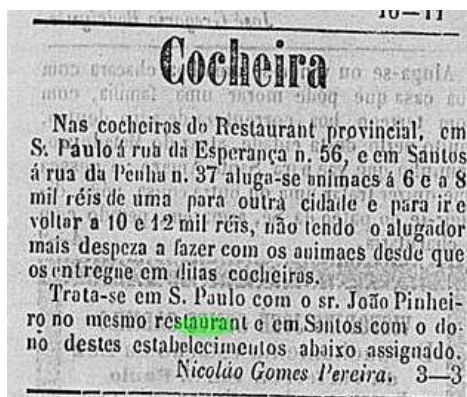 10—11
Cocheira
Nas cocheiras do Restaurant provincial, em
S. Paulo á rua da Esperança n. 56, e em Santos
á rua da Penha n. 37 aluga-se animaes á 6 e a 8
mil réis de uma para outra cidade e para ir e
voltar a 10 e 12 mil réis, não tendo o alugador
mais despeza a fazer com os animaes desde que
os entregue em ditas cocheiras.
Trata-se em S. Paulo com o sr. João Pinhei-
ro no mesmo restaurant e em Santos com o do-
no destes estabelecimentos abaixo assignado.
Nicoláo Gomes Pereira. 3—3